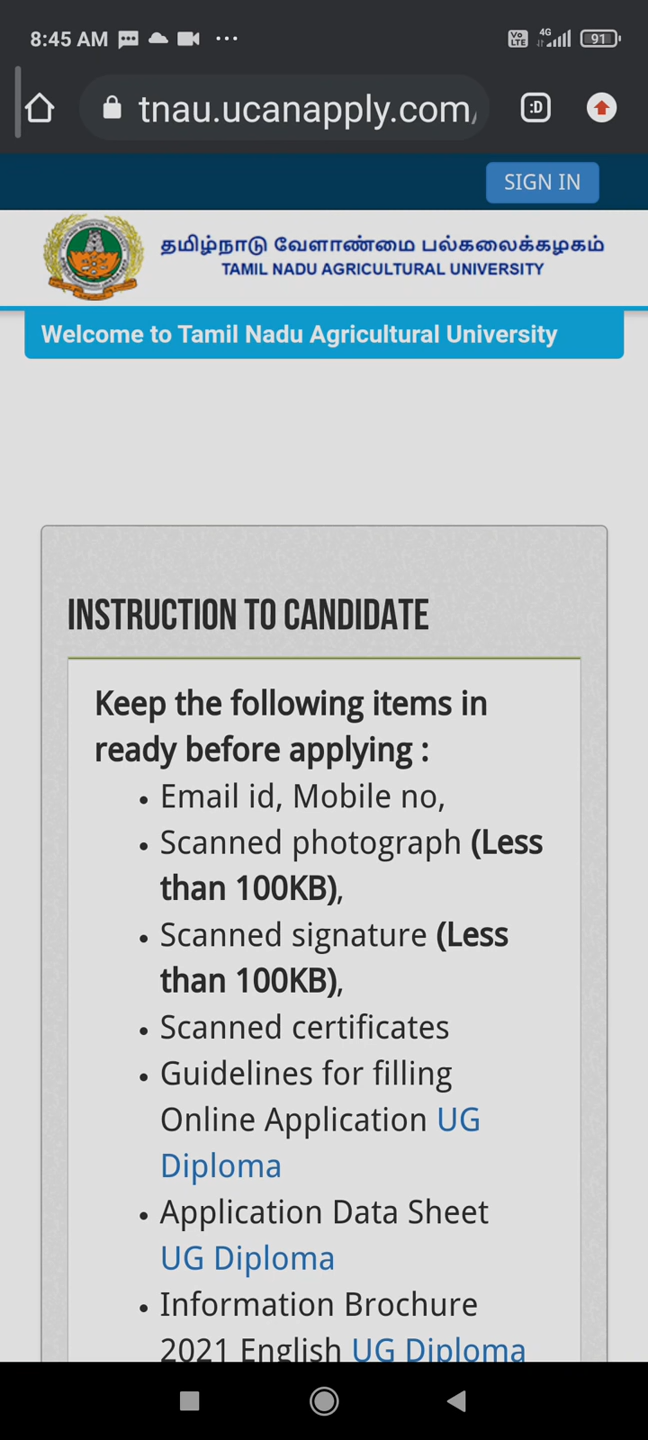 8:45 AM
Vo LTE
4G
91
tnau.ucanapply.com
:D
SIGN IN
தமிழ்நாடு வேளாண்மை பல்கலைக்கழகம்
TAMIL NADU AGRICULTURAL UNIVERSITY
Welcome to Tamil Nadu Agricultural University
INSTRUCTION TO CANDIDATE
Keep the following items in
ready before applying :
• Email id, Mobile no,
• Scanned photograph (Less
than 100KB),
• Scanned signature (Less
than 100KB),
• Scanned certificates
• Guidelines for filling
Online Application UG
Diploma
• Application Data Sheet
UG Diploma
• Information Brochure
2021 English UG Diploma